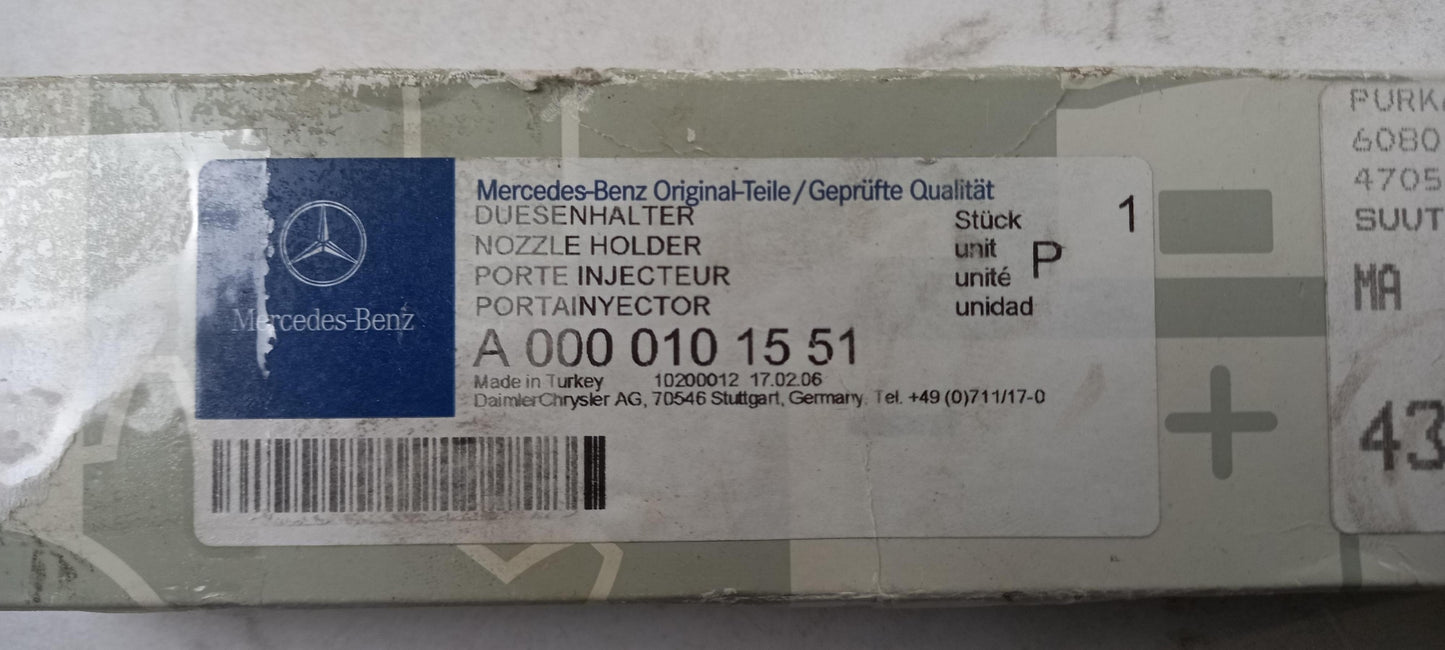 Mercedes-Benz
Mercedes-Benz Original-Teile/Geprüfte Qualität
DUESENHALTER
NOZZLE HOLDER
PORTE INJECTEUR
PORTAINYECTOR
Stück 1
unit P
unité
unidad
A 000 010 15 51
Made in Turkey 10200012 17.02.06
DaimlerChrysler AG, 70546 Stuttgart, Germany, Tel. +49 (0)711/17-0
PURKA
6080
4705
SUUT
MA
43